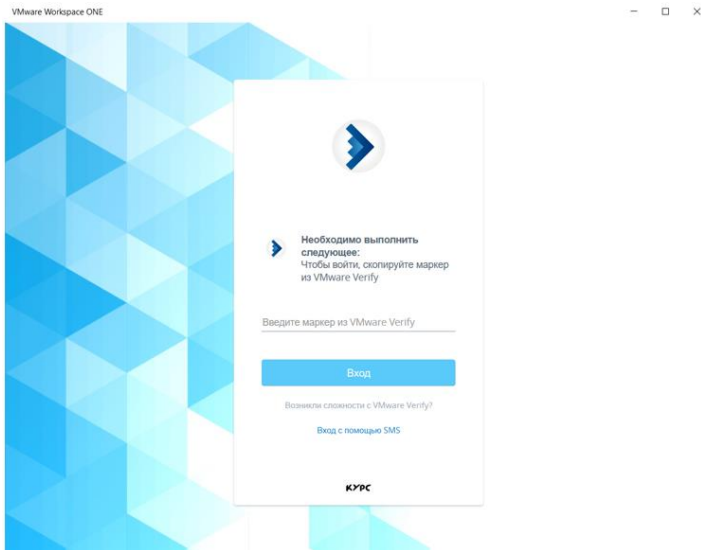 VMware Workspace ONE
Необходимо выполнить
следующее:
Чтобы войти, скопируйте маркер
из VMware Verify
Введите маркер из VMware Verify
Вход
Возникли сложности с VMware Verify?
Вход с помощью SMS
КУРС